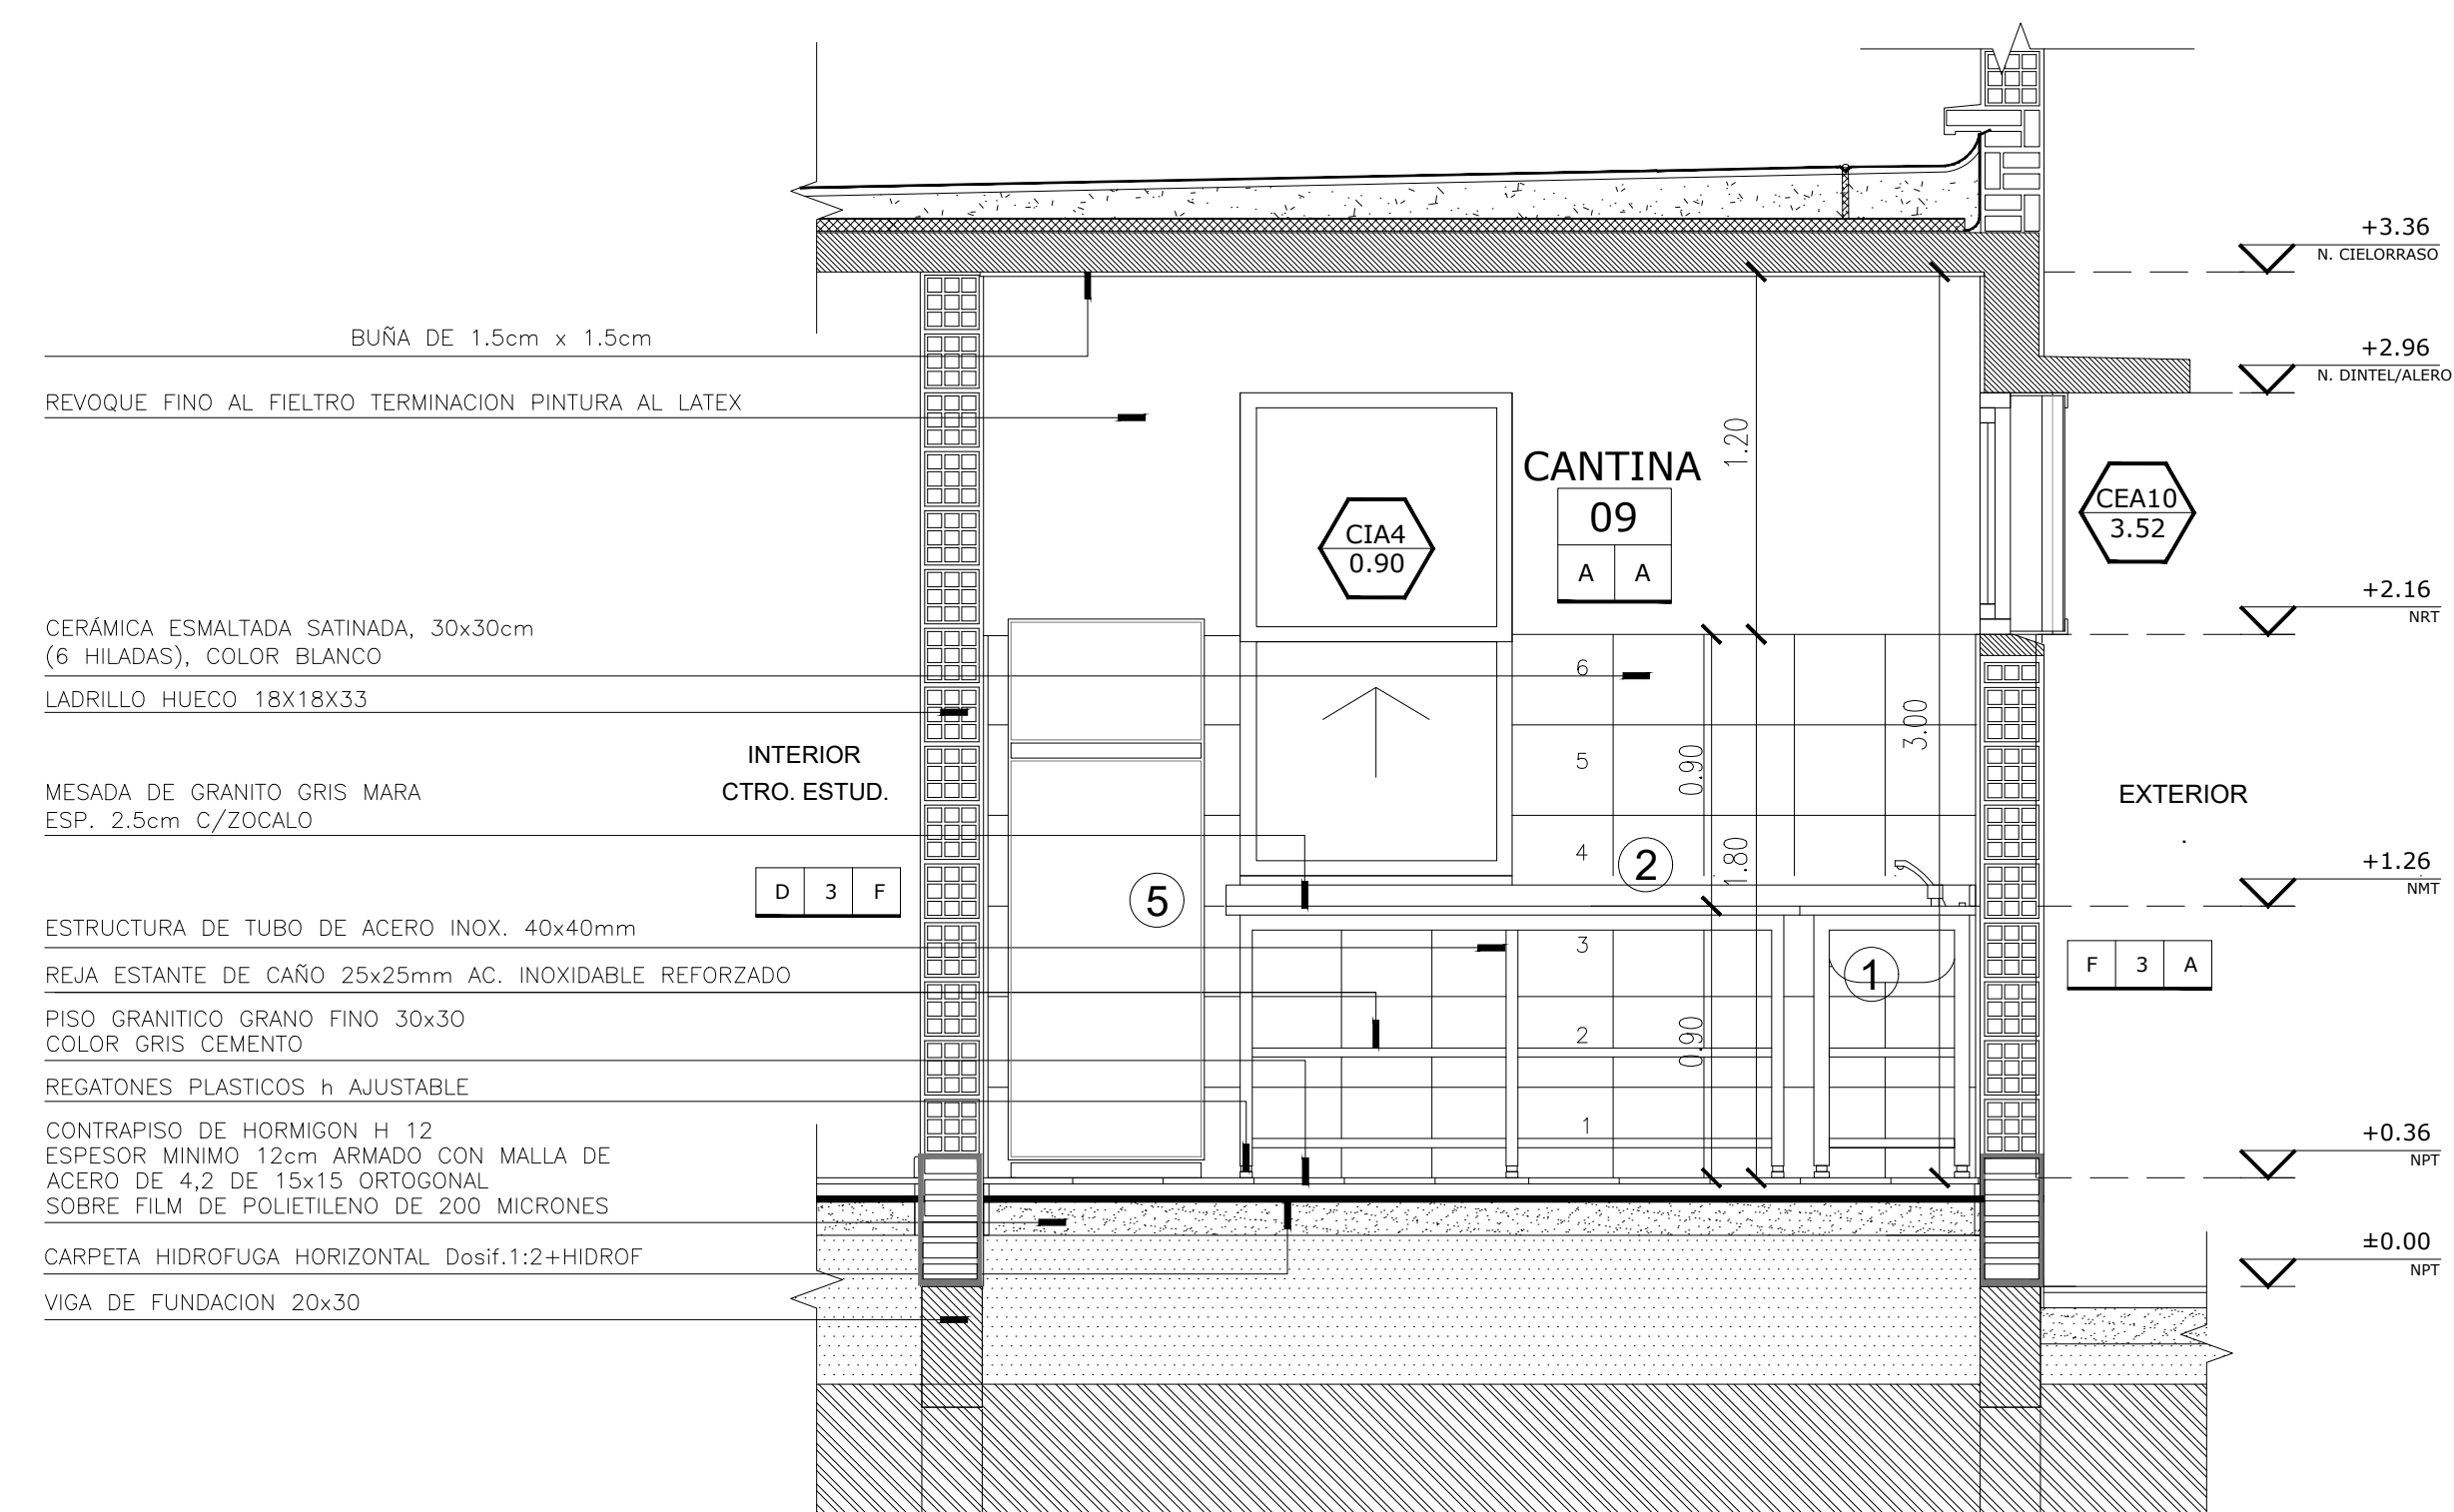 BUÑA DE 1.5cm x 1.5cm
REVOQUE FINO AL FIELTRO TERMINACION PINTURA AL LATEX
CERÁMICA ESMALTADA SATINADA, 30x30cm
(6 HILADAS), COLOR BLANCO
LADRILLO HUECO 18X18X33
MESADA DE GRANITO GRIS MARA
ESP. 2.5cm C/ZOCALO
ESTRUCTURA DE TUBO DE ACERO INOX. 40x40mm
REJA ESTANTE DE CAÑO 25x25mm AC. INOXIDABLE REFORZADO
PISO GRANITICO GRANO FINO 30x30
COLOR GRIS CEMENTO
REGATONES PLASTICOS h AJUSTABLE
CONTRAPISO DE HORMIGON H 12
ESPESOR MINIMO 12cm ARMADO CON MALLA DE
ACERO DE 4,2 DE 15x15 ORTOGONAL
SOBRE FILM DE POLIETILENO DE 200 MICRONES
CARPETA HIDROFUGA HORIZONTAL Dosif.1:2+HIDROF
VIGA DE FUNDACION 20x30
INTERIOR
CTRO. ESTUD.
D 3 F
CIA4
0.90
CANTINA
09
A A
1.20
3.00
0.90
1.80
0.90
6
5
4
3
2
1
5
2
1
CEA10
3.52
EXTERIOR
F 3 A
+3.36
N. CIELORRASO
+2.96
N. DINTEL/ALERO
+2.16
NRT
+1.26
NMT
+0.36
NPT
±0.00
NPT